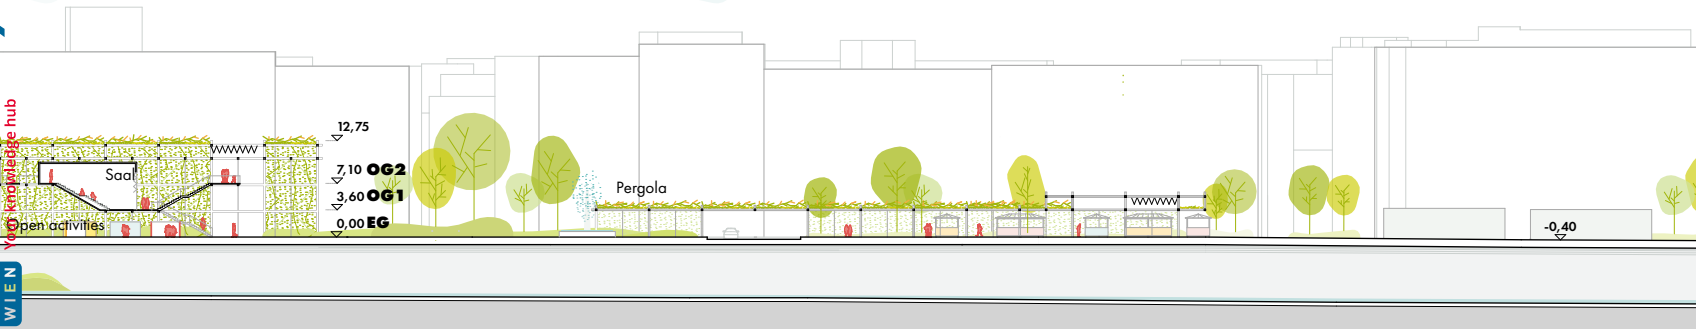 Your knowledge hub
12,75
Saal
7,10 OG2
Pergola
3,60 OG1
Open activities
0,00 EG
-0,40
WIEN